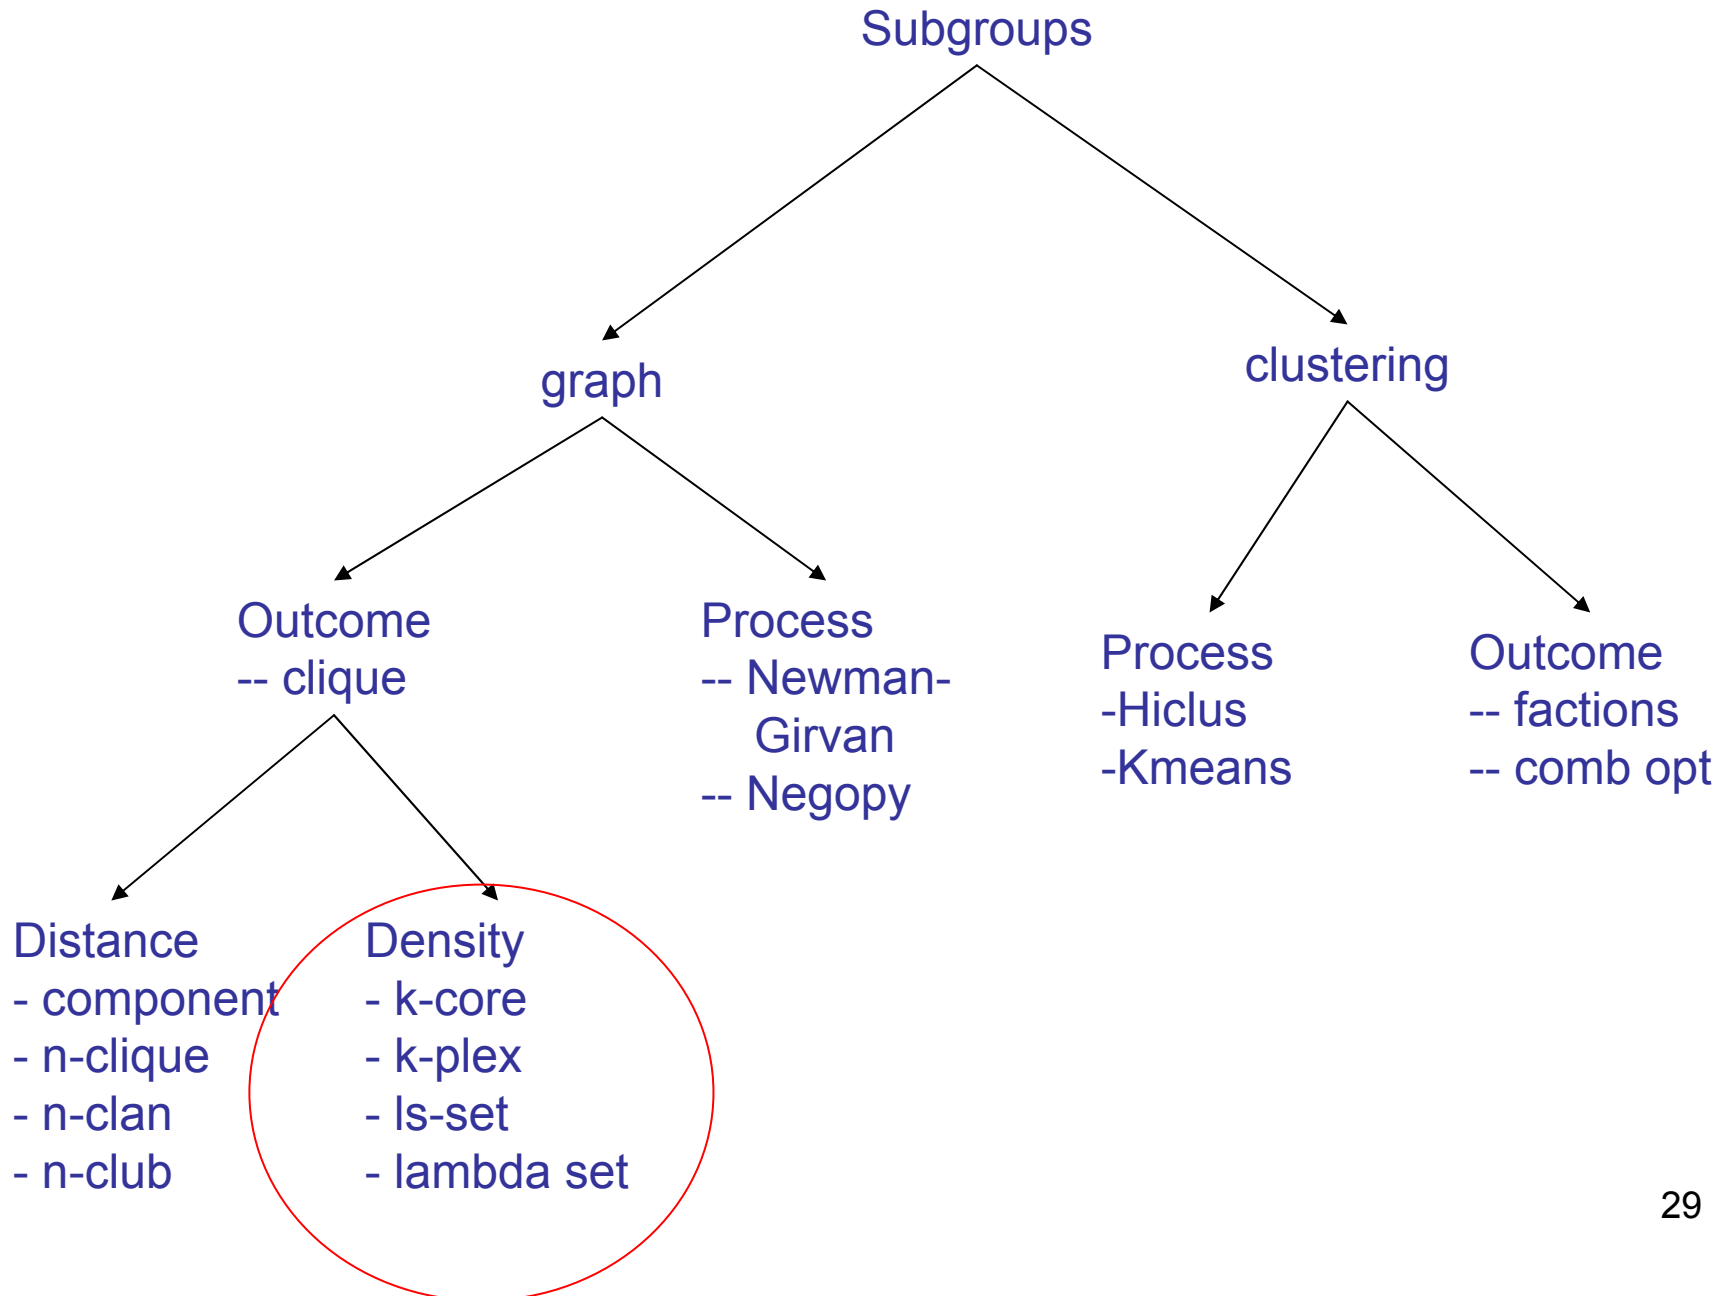 Subgroups
graph
clustering
Outcome
-- clique
Process
-- Newman-
Girvan
-- Negopy
Process
-Hiclus
-Kmeans
Outcome
-- factions
-- comb opt
Distance
- component
- n-clique
- n-clan
- n-club
Density
- k-core
- k-plex
- ls-set
- lambda set
29